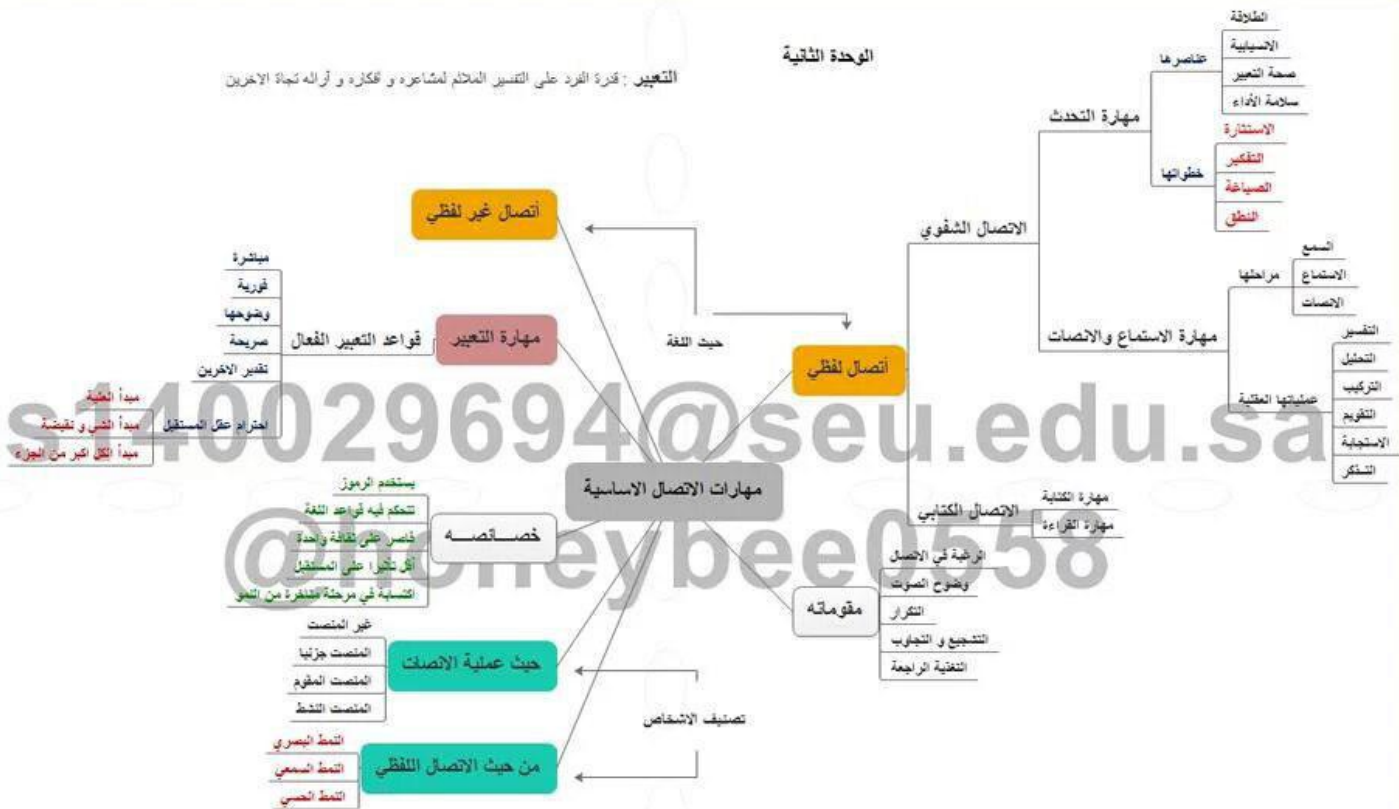 الوحدة الثانية
التعبير : قدرة الفرد على التفسير الملائم لمشاعره و أفكاره و أرائه تجاة الاخرين
مهارات الاتصال الاساسية
حيث اللغة
أتصال لفظي
الاتصال الشفوي
مهارة التحدث
عناصرها
الطلاقة
الانسيابية
صحة التعبير
سلامة الأداء
خطواتها
الاستثارة
التفكير
الصياغة
النطق
مهارة الاستماع والانصات
مراحلها
السمع
الاستماع
الانصات
عملياتها العقلية
التفسير
التحليل
التركيب
التقويم
الاستجابة
التذكر
الاتصال الكتابي
مهارة الكتابة
مهارة القراءة
مقوماته
الرغبة في الاتصال
وضوح الصوت
التكرار
التشجيع و التجاوب
التغذية الراجعة
أتصال غير لفظي
مهارة التعبير
قواعد التعبير الفعال
مباشرة
فورية
وضوحها
صريحة
تقدير الاخرين
احترام عقل المستقبل
مبدأ العلية
مبدأ الشي و نقيضة
مبدأ الكل اكبر من الجزء
خصـــائصـــه
يستخدم الرموز
تتحكم فيه قواعد اللغة
قاصر على ثقافة واحدة
أقل تأثيرا على المستقبل
اكتسابة في مرحلة متأخرة من النمو
تصنيف الاشخاص
حيث عملية الانصات
غير المنصت
المنصت جزئيا
المنصت المقوم
المنصت النشط
من حيث الاتصال اللفظي
النمط البصري
النمط السمعي
النمط الحسي
s140029694@seu.edu.sa
@honeybee0558